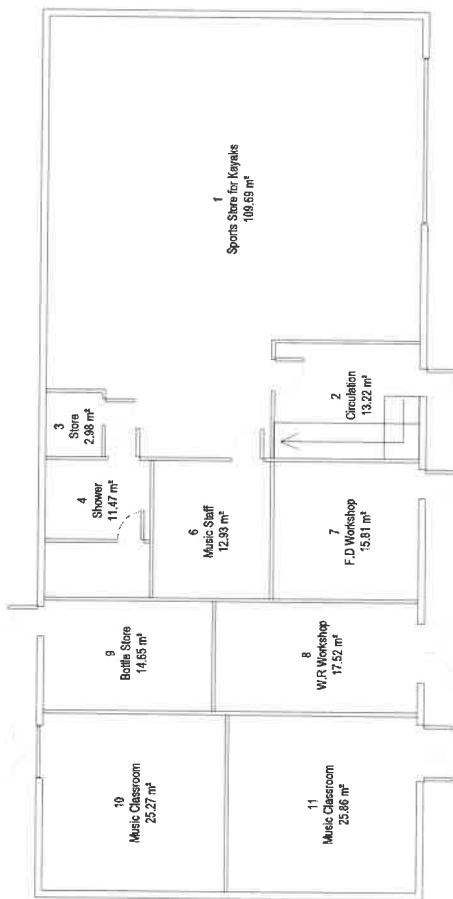 1
Sports Store for Kayaks
109.69 m²
2
Circulation
13.22 m²
3
Store
2.98 m²
4
Shower
11.47 m²
6
Music Staff
12.93 m²
7
F.D Workshop
15.81 m²
8
W.R Workshop
17.52 m²
9
Bottle Store
14.65 m²
10
Music Classroom
25.27 m²
11
Music Classroom
25.86 m²